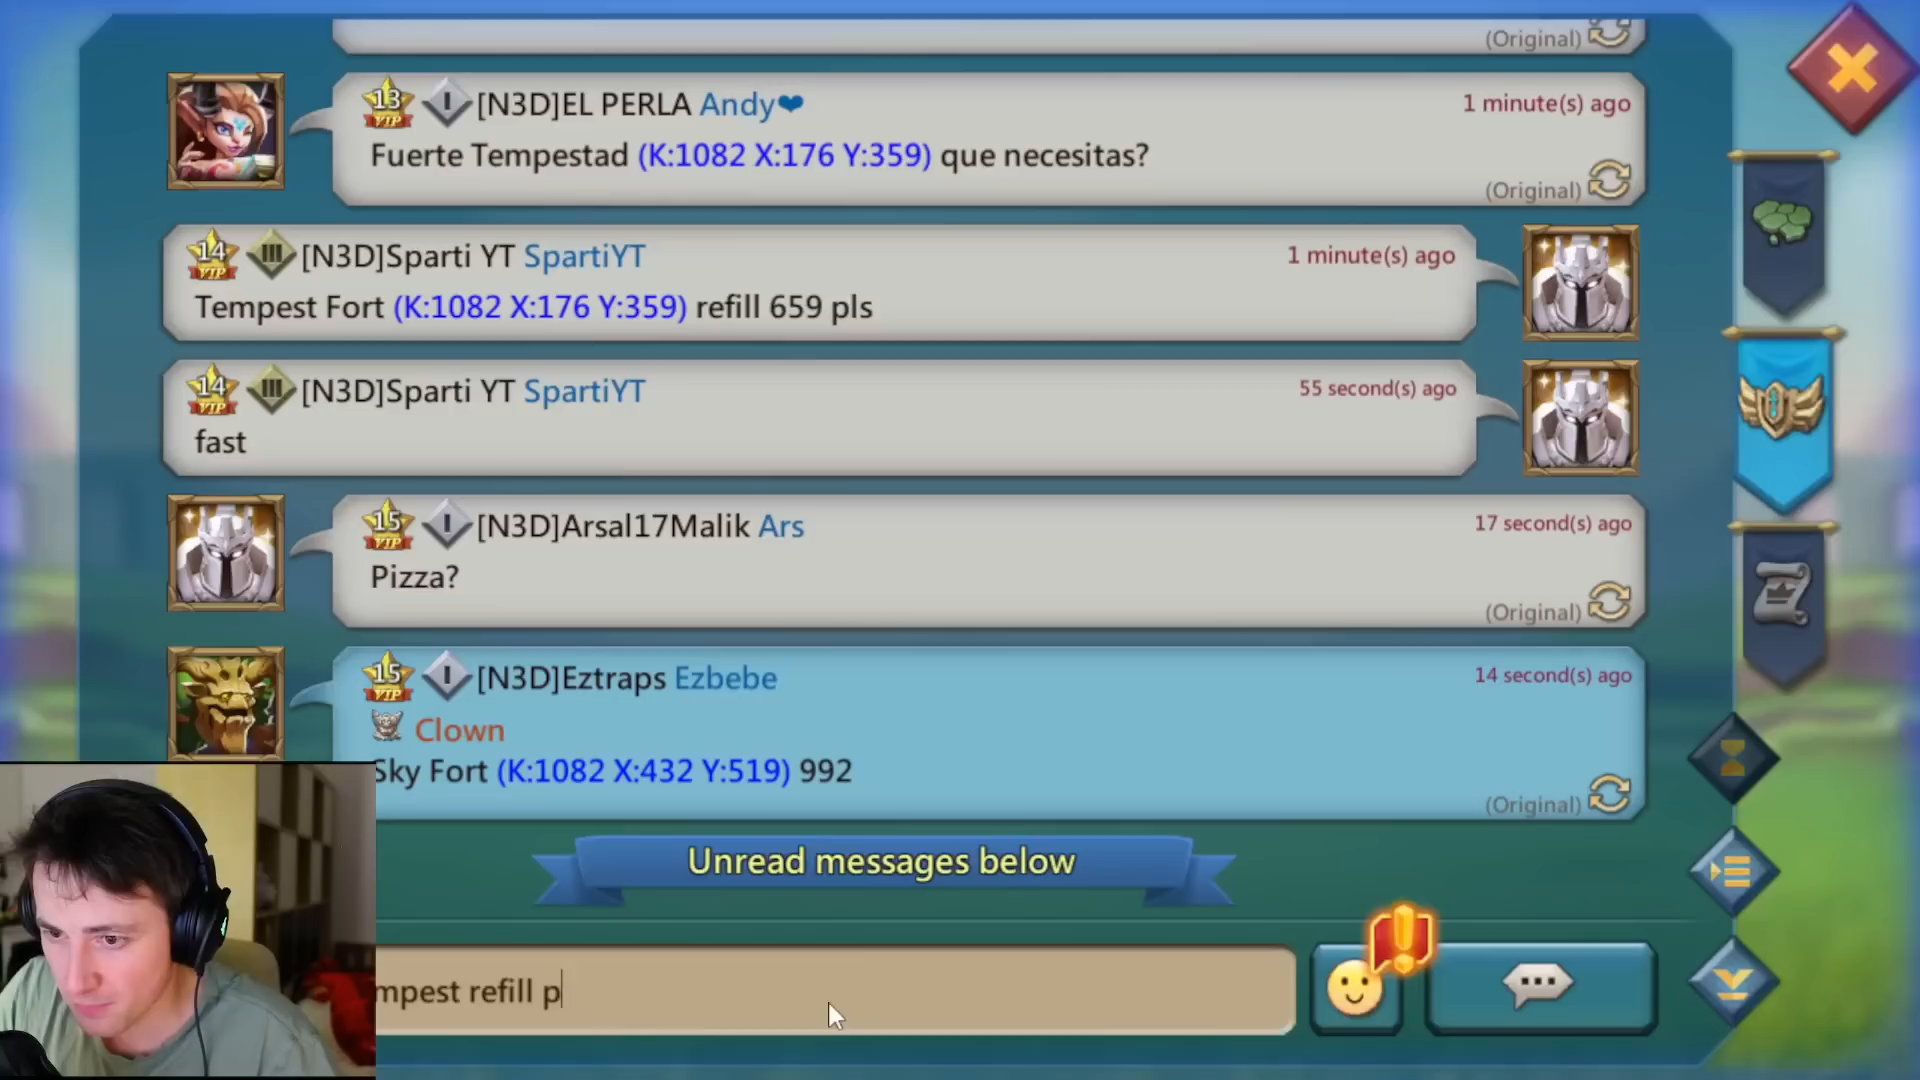 (Original)
13 VIP I [N3D]EL PERLA Andy❤ 1 minute(s) ago
Fuerte Tempestad (K:1082 X:176 Y:359) que necesitas?
(Original)
14 VIP III [N3D]Sparti YT SpartiYT 1 minute(s) ago
Tempest Fort (K:1082 X:176 Y:359) refill 659 pls
14 VIP III [N3D]Sparti YT SpartiYT 55 second(s) ago
fast
15 VIP I [N3D]Arsal17Malik Ars 17 second(s) ago
Pizza?
(Original)
15 VIP I [N3D]Eztraps Ezbebe 14 second(s) ago
Clown
Sky Fort (K:1082 X:432 Y:519) 992
(Original)
Unread messages below
mpest refill p